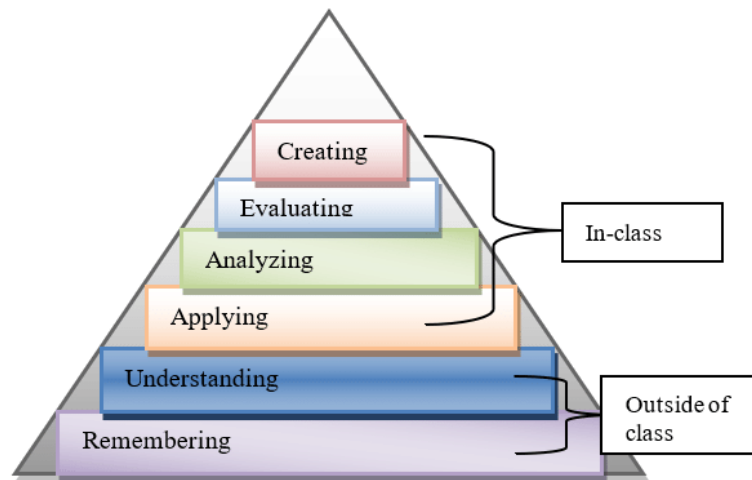 Creating
Evaluating
Analyzing
Applying
Understanding
Remembering
In-class
Outside of
class